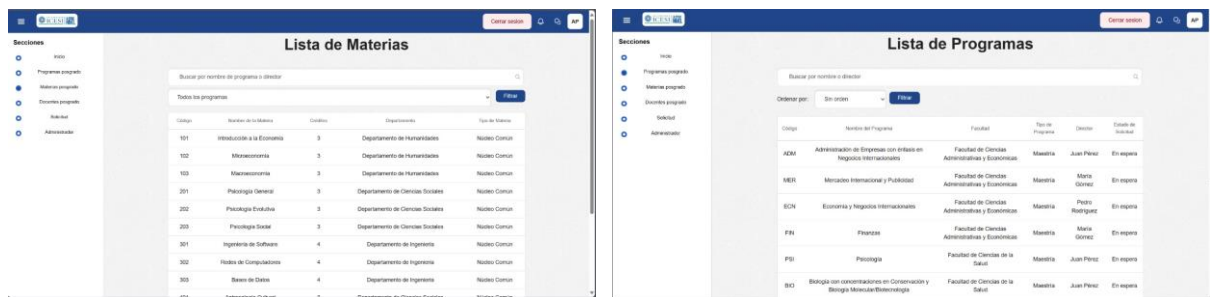 ICESI
Cerrar sesion
AP
Secciones
Inicio
Programas posgrado
Materias posgrado
Docentes posgrado
Solicitud
Administrador
Lista de Materias
Buscar por nombre de programa o director
Todos los programas
Filtrar
Código Nombre de la Materia Créditos Departamento Tipo de Materia
101 Introducción a la Economía 3 Departamento de Humanidades Núcleo Común
102 Microeconomía 3 Departamento de Humanidades Núcleo Común
103 Macroeconomía 3 Departamento de Humanidades Núcleo Común
201 Psicología General 3 Departamento de Ciencias Sociales Núcleo Común
202 Psicología Evolutiva 3 Departamento de Ciencias Sociales Núcleo Común
203 Psicología Social 3 Departamento de Ciencias Sociales Núcleo Común
301 Ingeniería de Software 4 Departamento de Ingeniería Núcleo Común
302 Redes de Computadores 4 Departamento de Ingeniería Núcleo Común
303 Bases de Datos 4 Departamento de Ingeniería Núcleo Común
ICESI
Cerrar sesion
AP
Secciones
Inicio
Programas posgrado
Materias posgrado
Docentes posgrado
Solicitud
Administrador
Lista de Programas
Buscar por nombre o director
Ordenar por: Sin orden Filtrar
Código Nombre del Programa Facultad Tipo de Programa Director Estado de Solicitud
ADM Administración de Empresas con énfasis en
Negocios Internacionales
Facultad de Ciencias
Administrativas y Económicas
Maestría Juan Pérez En espera
MER Mercadeo Internacional y Publicidad
Facultad de Ciencias
Administrativas y Económicas
Maestría María Gómez En espera
ECN Economía y Negocios Internacionales
Facultad de Ciencias
Administrativas y Económicas
Maestría Pedro Rodríguez En espera
FIN Finanzas
Facultad de Ciencias
Administrativas y Económicas
Maestría María Gómez En espera
PSI Psicología
Facultad de Ciencias de la
Salud
Maestría Juan Pérez En espera
BIO Biología con concentraciones en Conservación y
Biología Molecular/Biotecnología
Facultad de Ciencias de la
Salud
Maestría Juan Pérez En espera